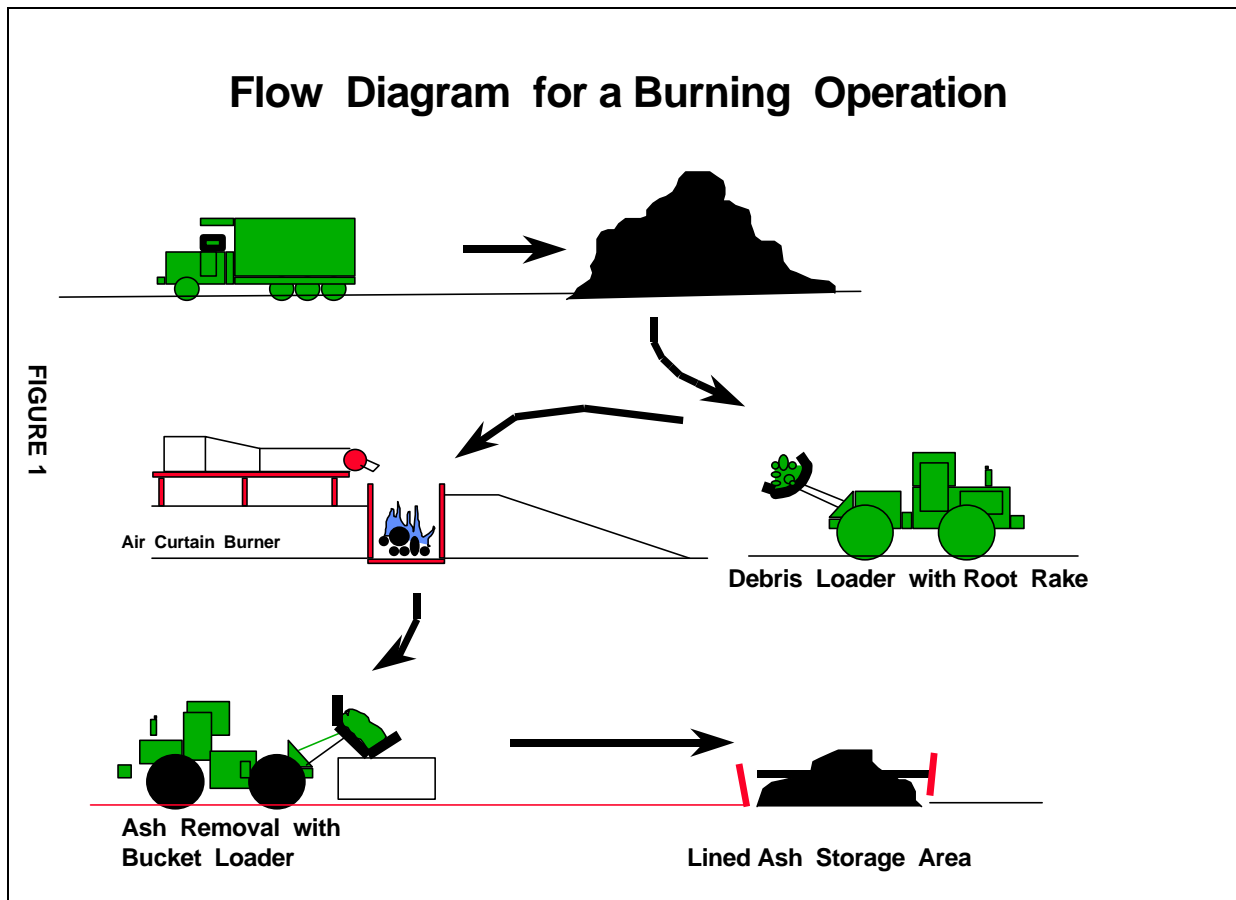 Flow Diagram for a Burning Operation
FIGURE 1
Air Curtain Burner
Debris Loader with Root Rake
Ash Removal with
Bucket Loader
Lined Ash Storage Area